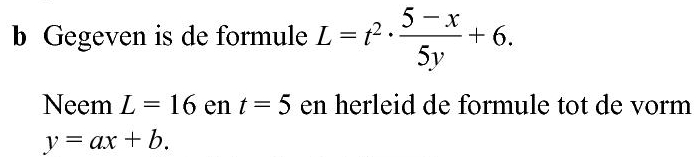 b Gegeven is de formule L = t² · \frac{5 − x}{5y} + 6.
Neem L = 16 en t = 5 en herleid de formule tot de vorm
y = ax + b.